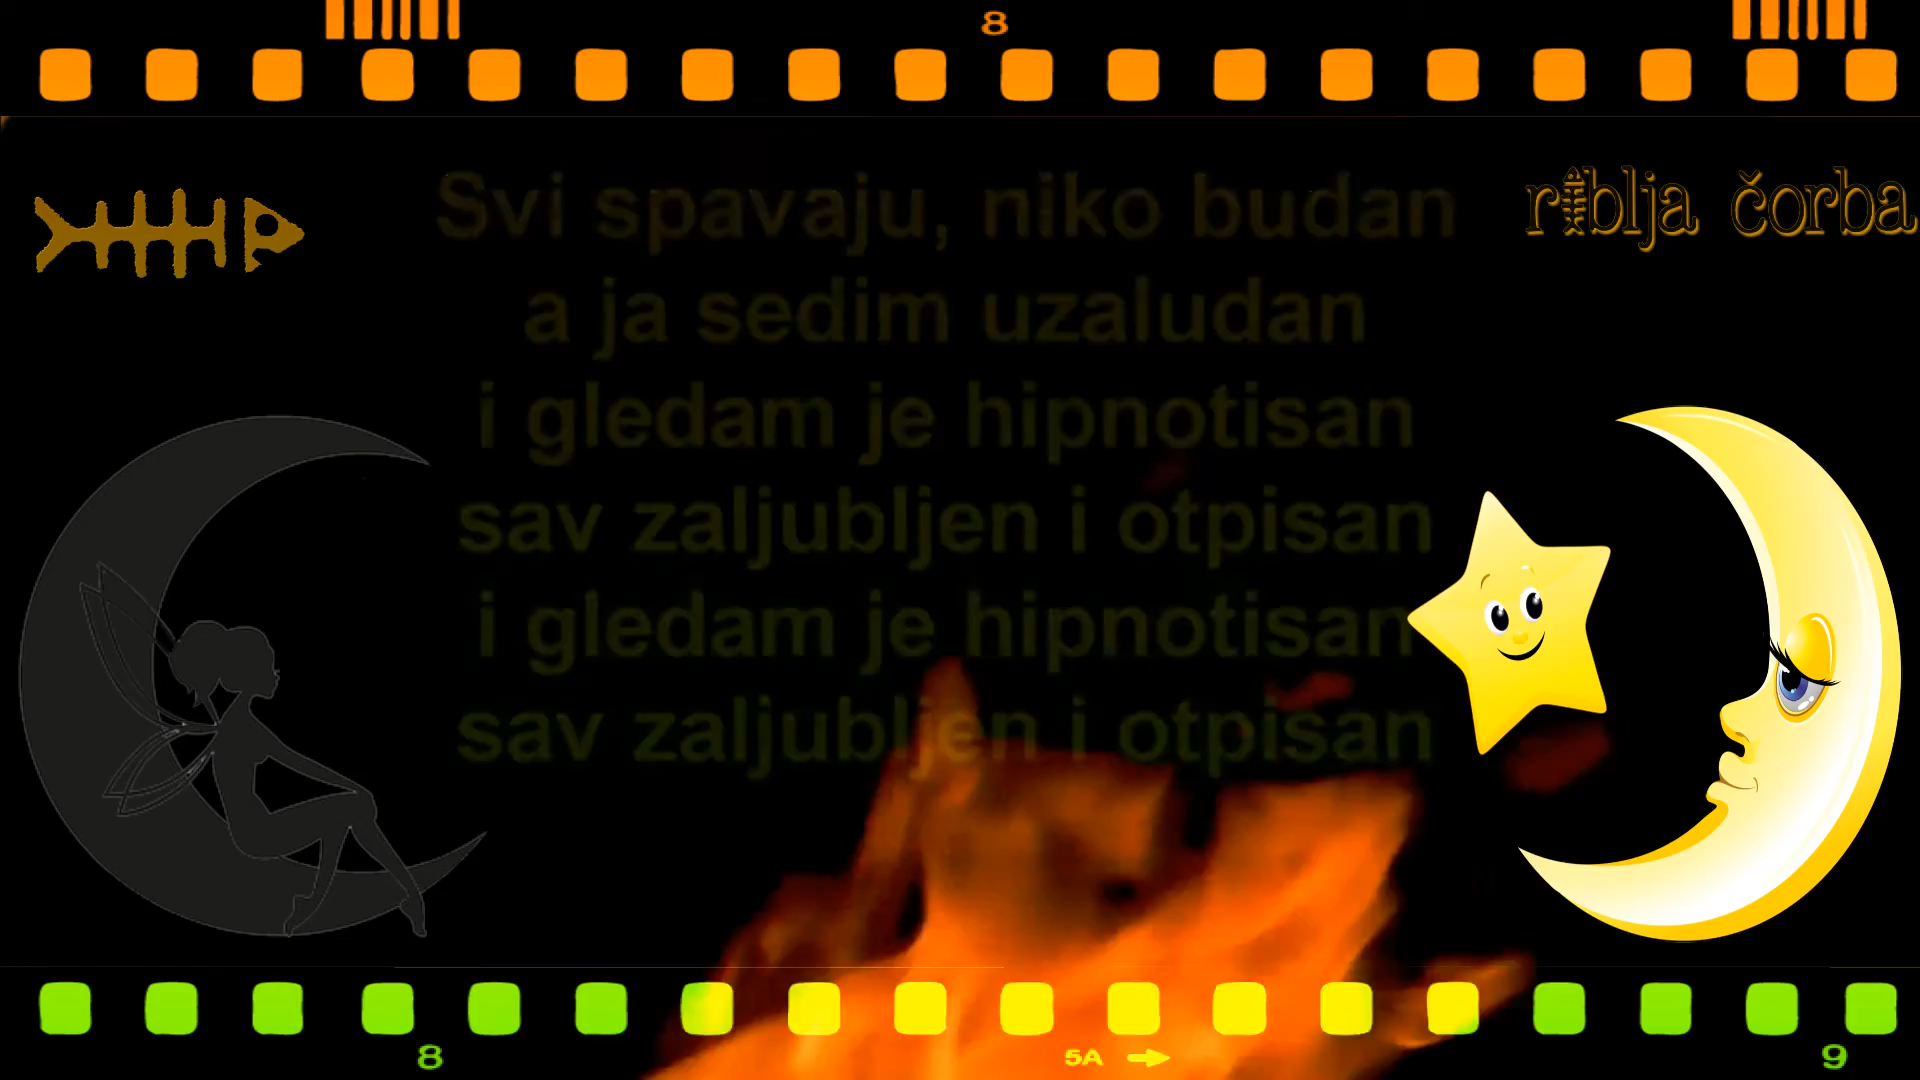 8
riblja čorba
Svi spavaju, niko budan
a ja sedim uzaludan
i gledam je hipnotisan
sav zaljubljen i otpisan
i gledam je hipnotisan
sav zaljubljen i otpisan
8
5A
9